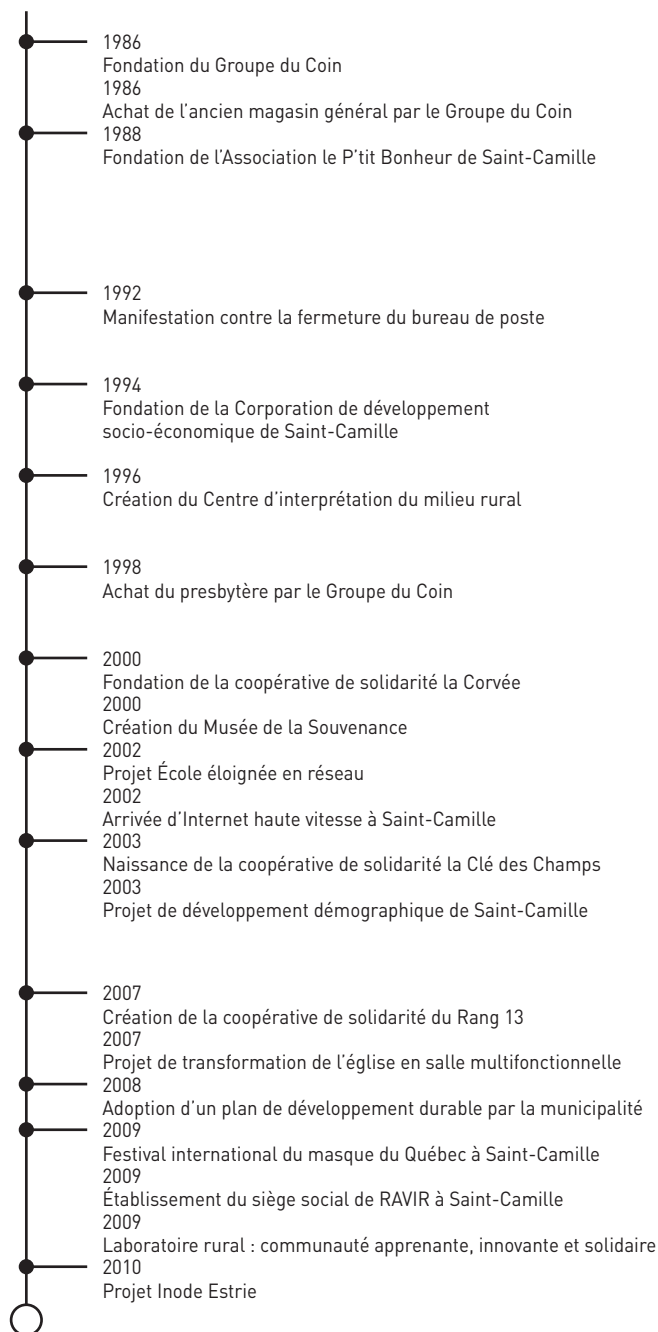 1986
Fondation du Groupe du Coin
1986
Achat de l'ancien magasin général par le Groupe du Coin
1988
Fondation de l'Association le P'tit Bonheur de Saint-Camille
1992
Manifestation contre la fermeture du bureau de poste
1994
Fondation de la Corporation de développement
socio-économique de Saint-Camille
1996
Création du Centre d'interprétation du milieu rural
1998
Achat du presbytère par le Groupe du Coin
2000
Fondation de la coopérative de solidarité la Corvée
2000
Création du Musée de la Souvenance
2002
Projet École éloignée en réseau
2002
Arrivée d'Internet haute vitesse à Saint-Camille
2003
Naissance de la coopérative de solidarité la Clé des Champs
2003
Projet de développement démographique de Saint-Camille
2007
Création de la coopérative de solidarité du Rang 13
2007
Projet de transformation de l'église en salle multifonctionnelle
2008
Adoption d'un plan de développement durable par la municipalité
2009
Festival international du masque du Québec à Saint-Camille
2009
Établissement du siège social de RAVIR à Saint-Camille
2009
Laboratoire rural : communauté apprenante, innovante et solidaire
2010
Projet Inode Estrie